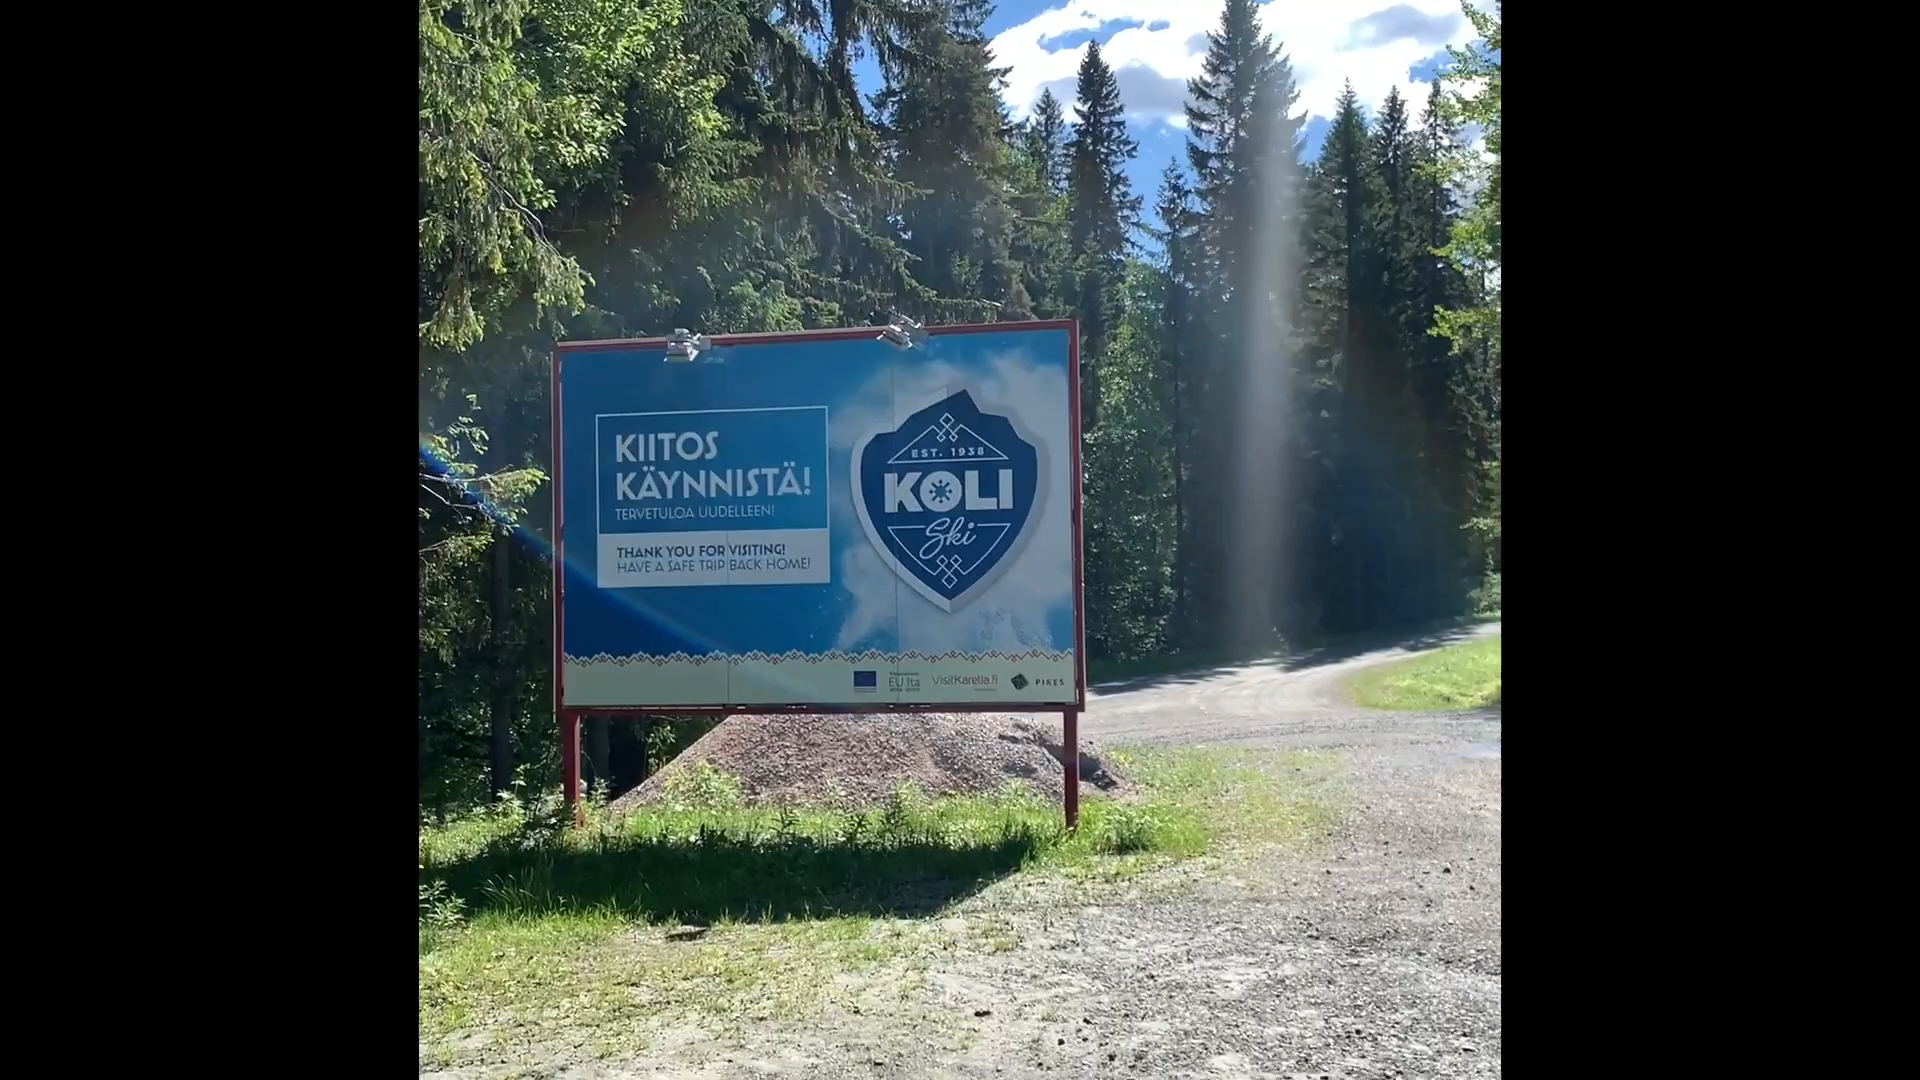 KIITOS
KÄYNNISTÄ!
TERVETULOA UUDELLEEN!
THANK YOU FOR VISITING!
HAVE A SAFE TRIP BACK HOME!
EST. 1938
KOLI
Ski
EU:lta
VisitKarelia.fi
PIKES